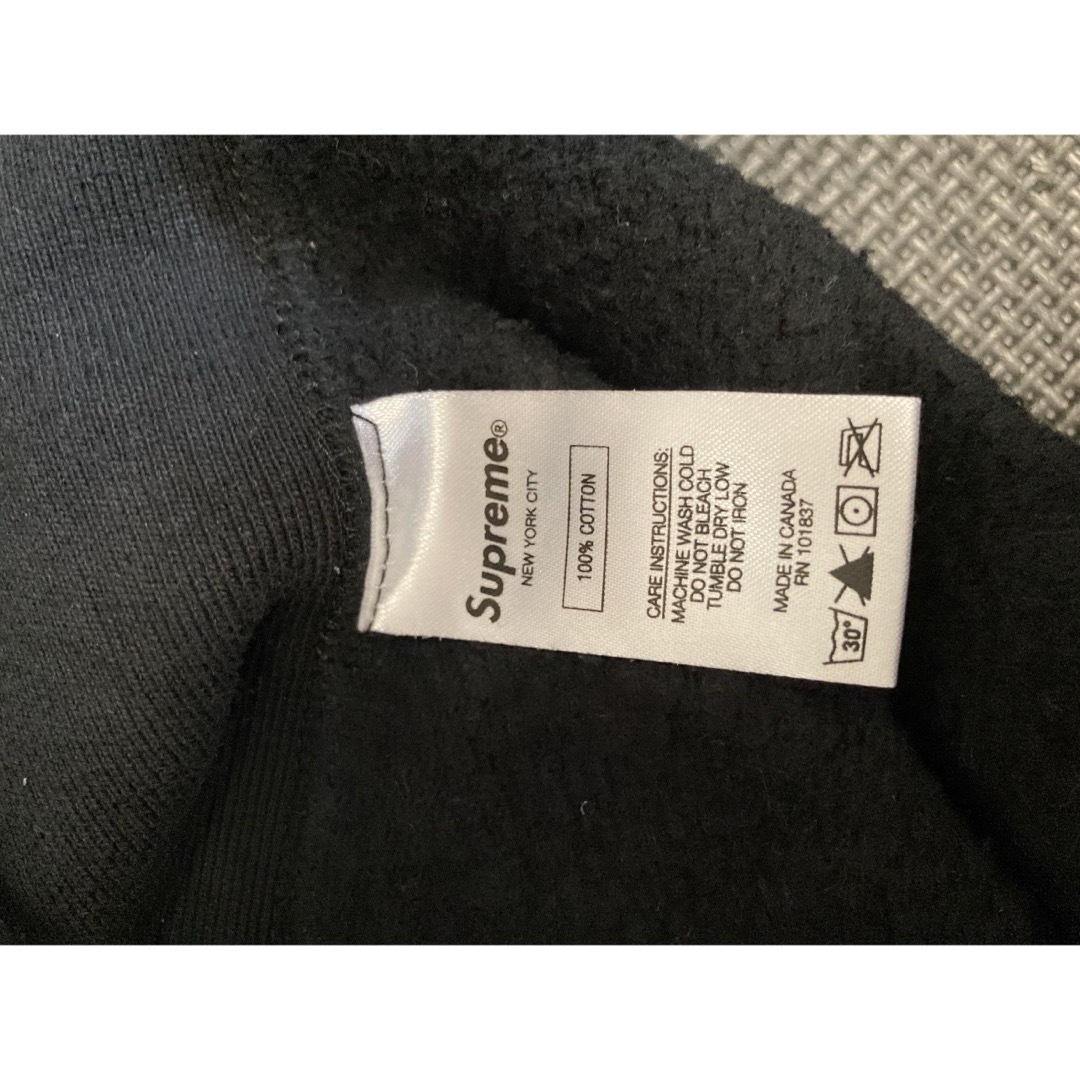 Supreme®
NEW YORK CITY
100% COTTON
CARE INSTRUCTIONS:
MACHINE WASH COLD
DO NOT BLEACH
TUMBLE DRY LOW
DO NOT IRON
MADE IN CANADA
RN 101837
30°